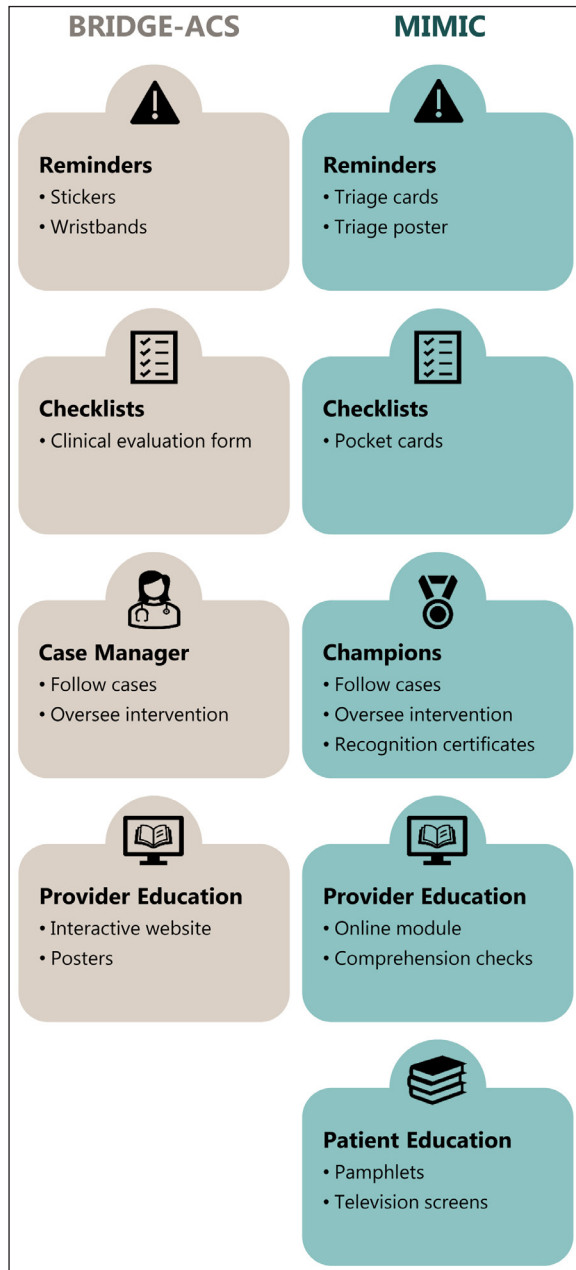 BRIDGE-ACS
MIMIC
Reminders
• Stickers
• Wristbands
Reminders
• Triage cards
• Triage poster
Checklists
• Clinical evaluation form
Checklists
• Pocket cards
Case Manager
• Follow cases
• Oversee intervention
Champions
• Follow cases
• Oversee intervention
• Recognition certificates
Provider Education
• Interactive website
• Posters
Provider Education
• Online module
• Comprehension checks
Patient Education
• Pamphlets
• Television screens